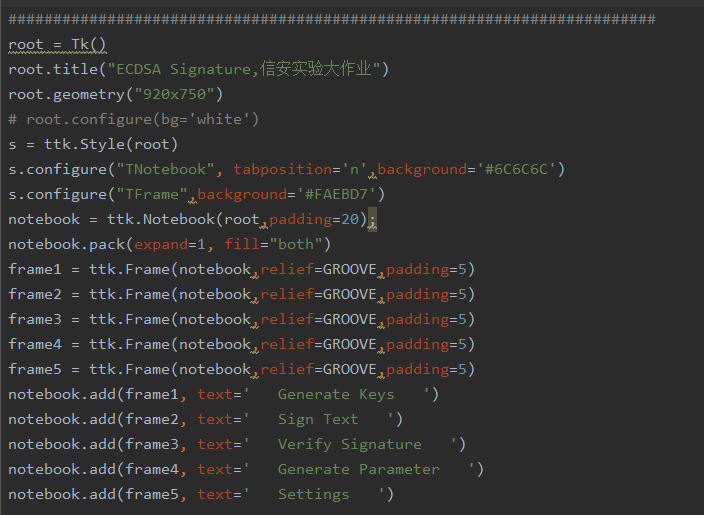 ########################################################################
root = Tk()
root.title("ECDSA Signature,信安实验大作业")
root.geometry("920x750")
# root.configure(bg='white')
s = ttk.Style(root)
s.configure("TNotebook", tabposition='n',background='#6C6C6C')
s.configure("TFrame",background='#FAEBD7')
notebook = ttk.Notebook(root,padding=20);
notebook.pack(expand=1, fill="both")
frame1 = ttk.Frame(notebook,relief=GROOVE,padding=5)
frame2 = ttk.Frame(notebook,relief=GROOVE,padding=5)
frame3 = ttk.Frame(notebook,relief=GROOVE,padding=5)
frame4 = ttk.Frame(notebook,relief=GROOVE,padding=5)
frame5 = ttk.Frame(notebook,relief=GROOVE,padding=5)
notebook.add(frame1, text='   Generate Keys   ')
notebook.add(frame2, text='   Sign Text   ')
notebook.add(frame3, text='   Verify Signature   ')
notebook.add(frame4, text='   Generate Parameter   ')
notebook.add(frame5, text='   Settings   ')